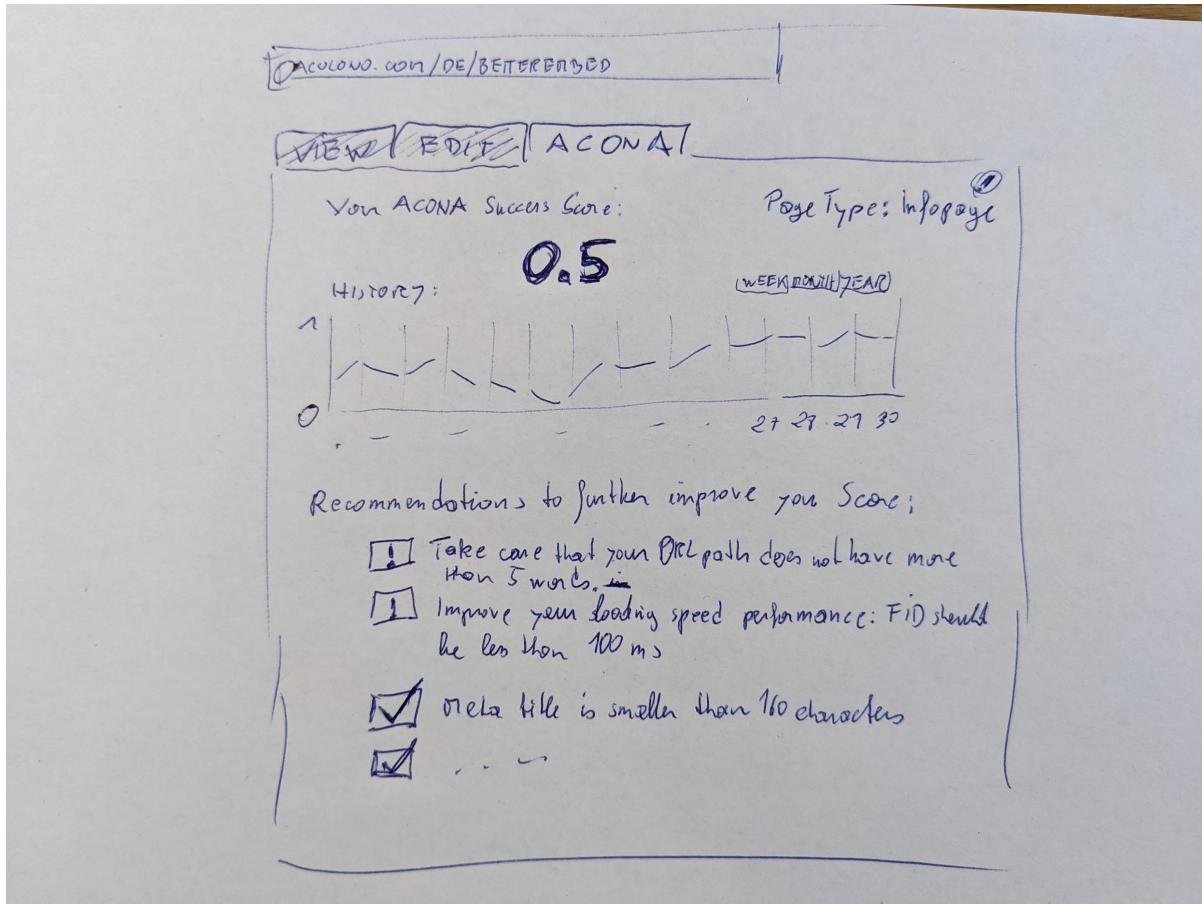 ACOLONO.COM/DE/BETTEREMBED
VIEW EDIT ACONA
Your ACONA Success Score:
Page Type: Infopage
0.5
HISTORY:
WEEK MONTH YEAR
1
0
27 28 29 30
Recommendations to further improve your Score:
! Take care that your URL path does not have more
than 5 words.
! Improve your loading speed performance: FID should
be less than 100 ms
Meta title is smaller than 160 characters